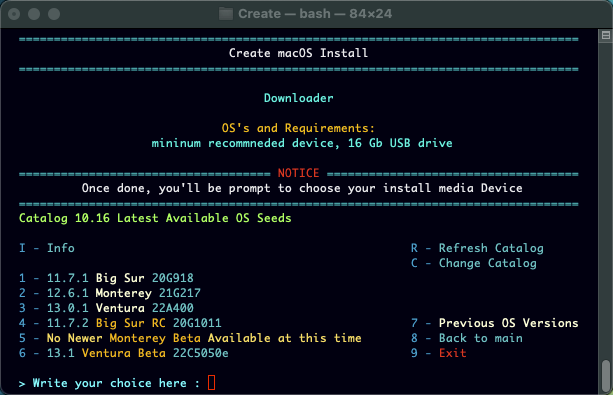 Create — bash — 84×24
================================================================================
Create macOS Install
================================================================================
Downloader
OS's and Requirements:
mininum recommneded device, 16 Gb USB drive
==================================== NOTICE ====================================
Once done, you'll be prompt to choose your install media Device
================================================================================
Catalog 10.16 Latest Available OS Seeds
I - Info R - Refresh Catalog
C - Change Catalog
1 - 11.7.1 Big Sur 20G918
2 - 12.6.1 Monterey 21G217
3 - 13.0.1 Ventura 22A400
4 - 11.7.2 Big Sur RC 20G1011 7 - Previous OS Versions
5 - No Newer Monterey Beta Available at this time 8 - Back to main
6 - 13.1 Ventura Beta 22C5050e 9 - Exit
> Write your choice here :